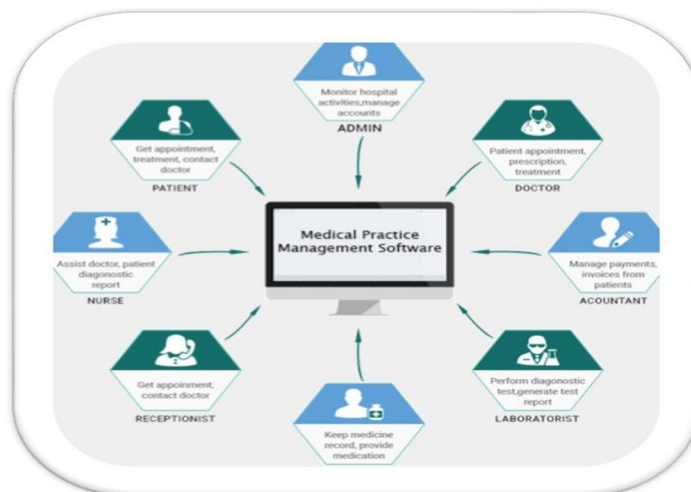 Monitor hospital
activities,manage
accounts
ADMIN
Get appointment,
treatment, contact
doctor
PATIENT
Patient appointment,
prescription,
treatment
DOCTOR
Medical Practice
Management Software
Assist doctor, patient
diagonostic
report
NURSE
Manage payments,
invoices from
patients
ACOUNTANT
Get appoinment,
contact doctor
RECEPTIONIST
Perform diagonostic
test,generate test
report
LABORATORIST
Keep medicine
record, provide
medication